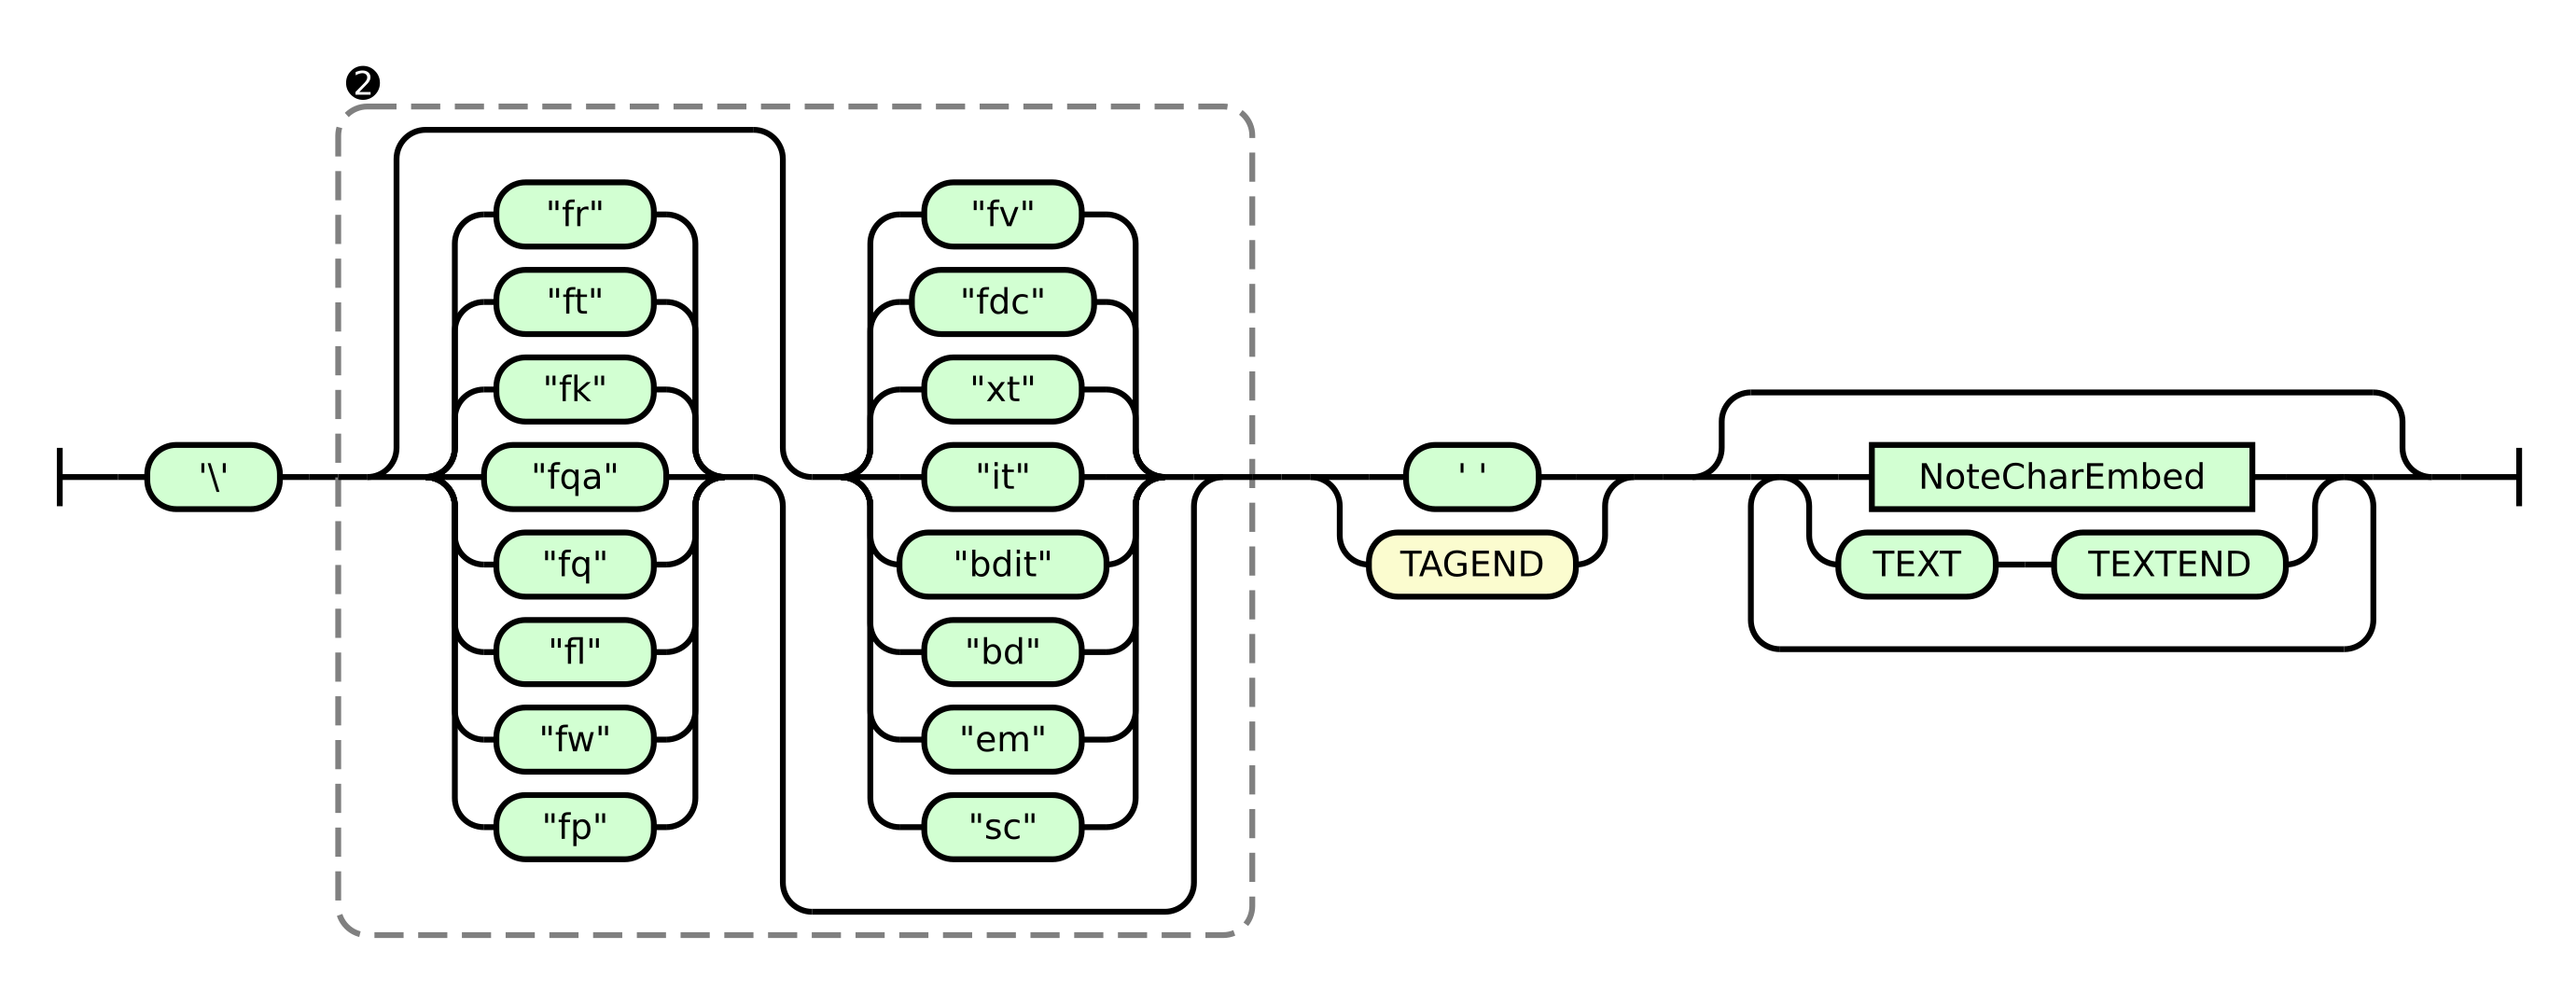 ❷
'\'
"fr"
"ft"
"fk"
"fqa"
"fq"
"fl"
"fw"
"fp"
"fv"
"fdc"
"xt"
"it"
"bdit"
"bd"
"em"
"sc"
' '
TAGEND
NoteCharEmbed
TEXT
TEXTEND